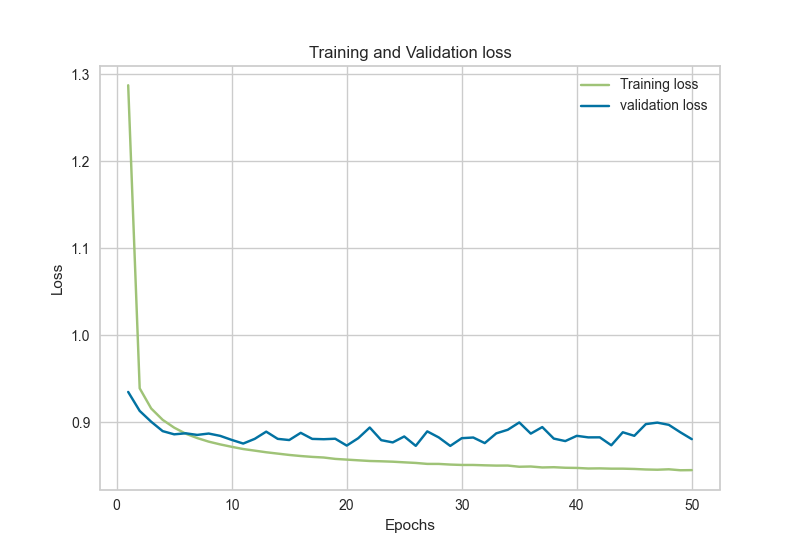 Training and Validation loss
Training loss
validation loss
1.3
1.2
1.1
1.0
0.9
Loss
0 10 20 30 40 50
Epochs